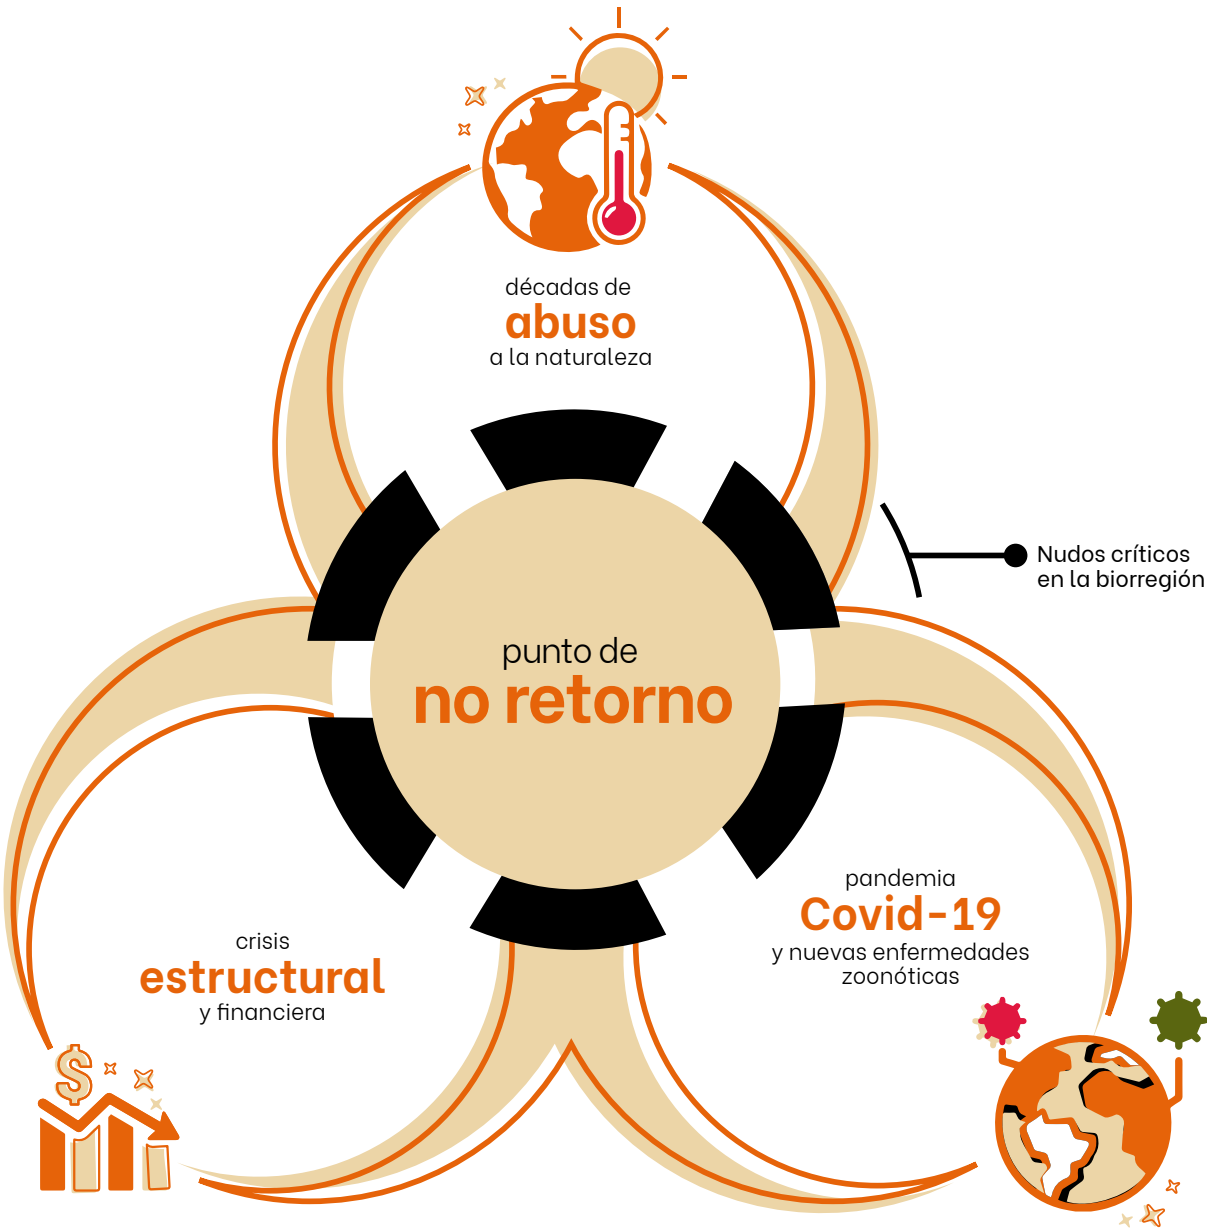 décadas de
abuso
a la naturaleza
Nudos críticos
en la biorregión
punto de
no retorno
pandemia
Covid-19
y nuevas enfermedades
zoonóticas
crisis
estructural
y financiera
$